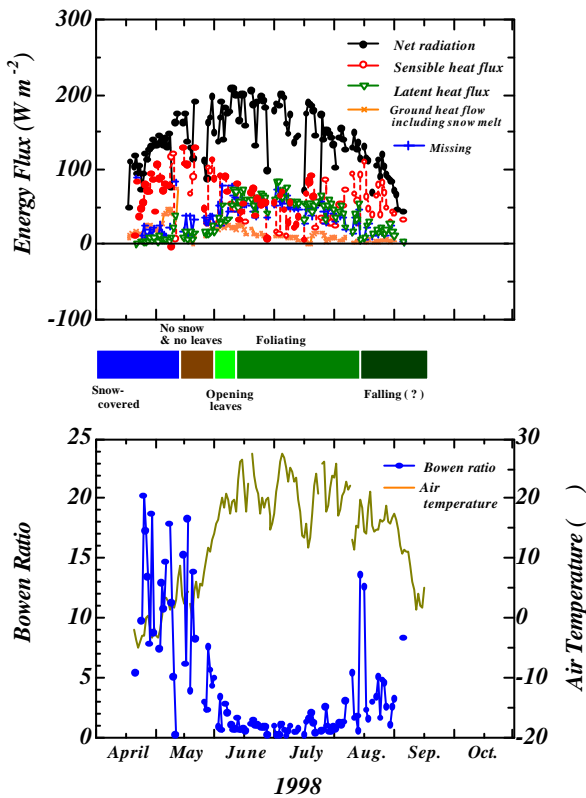 300
200
100
0
-100
Energy Flux (W m⁻²)
Net radiation
Sensible heat flux
Latent heat flux
Ground heat flow
including snow melt
Missing
No snow
& no leaves
Foliating
Snow-
covered
Opening
leaves
Falling ( ? )
25
20
15
10
5
0
Bowen Ratio
Bowen ratio
Air
temperature
30
20
10
0
-10
-20
Air Temperature ( )
April May June July Aug. Sep. Oct.
1998